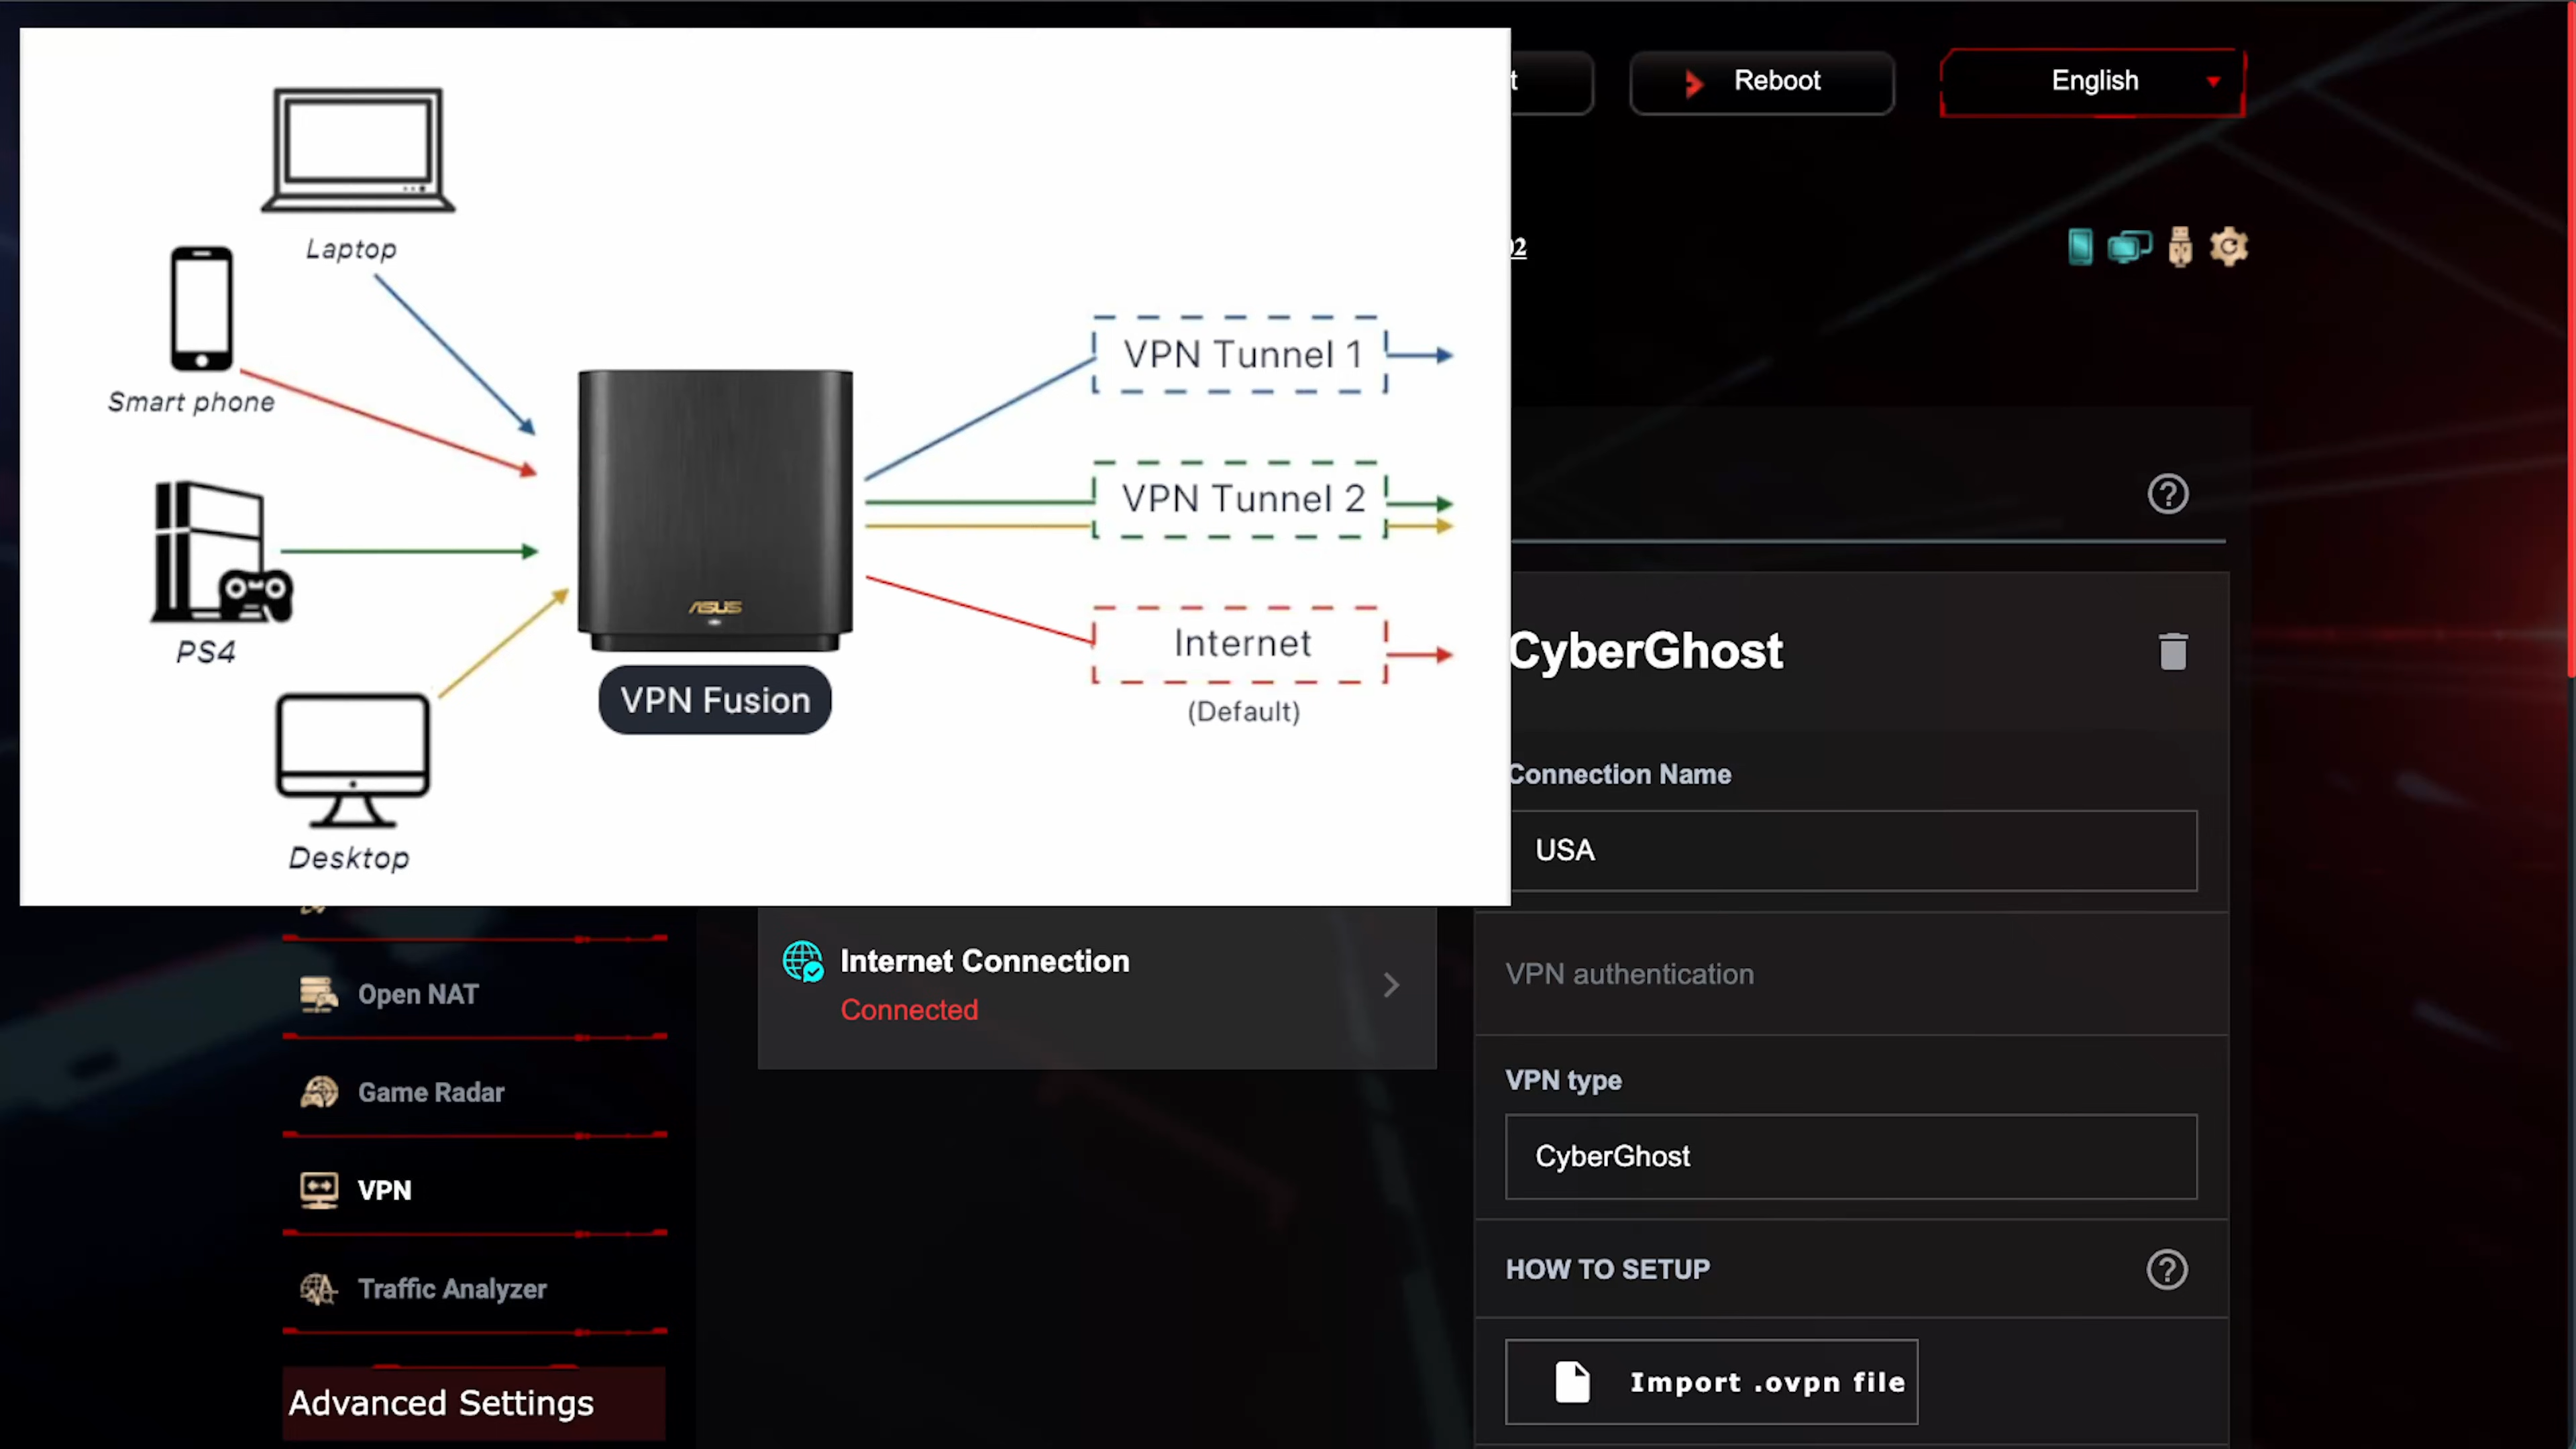 Laptop
Smart phone
PS4
Desktop
ASUS
VPN Fusion
VPN Tunnel 1
VPN Tunnel 2
Internet
(Default)
t
Reboot
English
02
CyberGhost
Connection Name
USA
VPN authentication
VPN type
CyberGhost
HOW TO SETUP
Import .ovpn file
Internet Connection
Connected
Open NAT
Game Radar
VPN
Traffic Analyzer
Advanced Settings